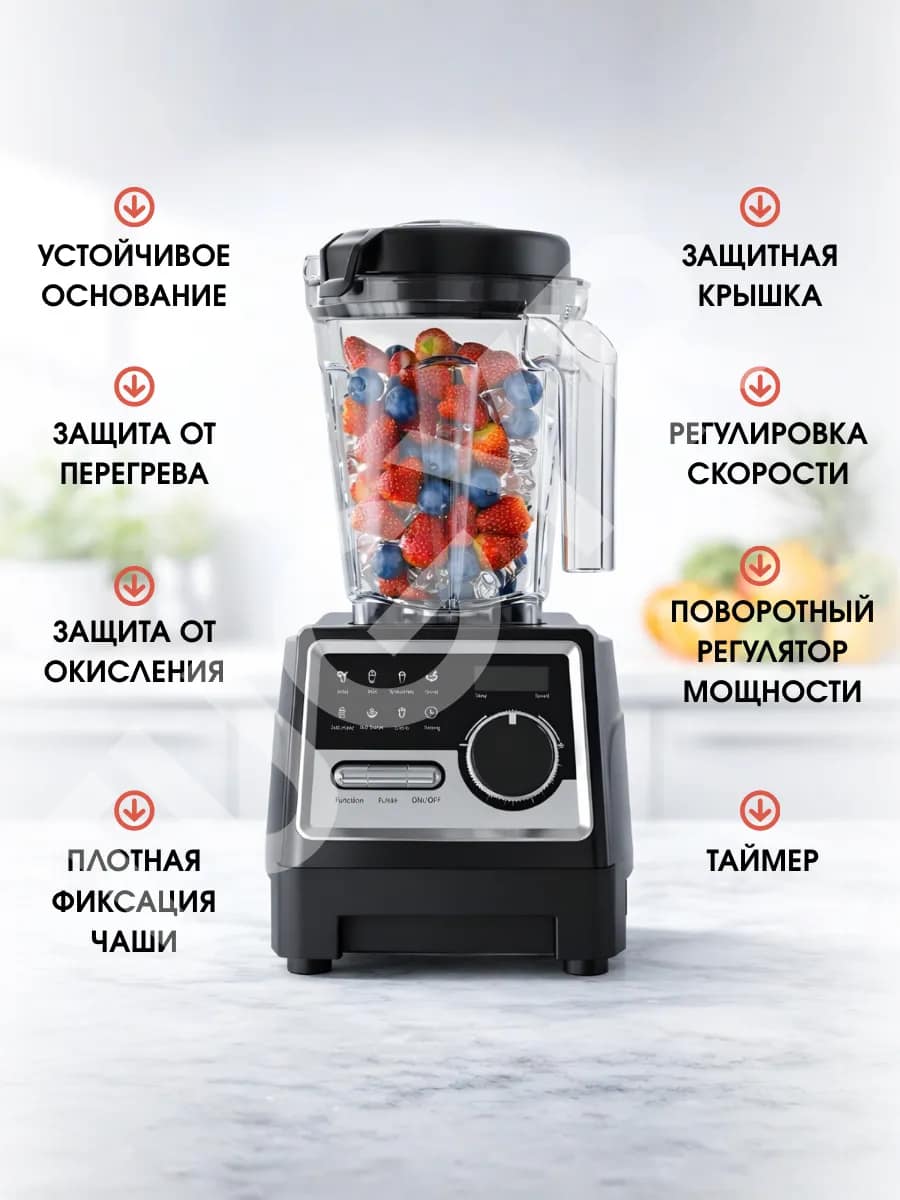 УСТОЙЧИВОЕ
ОСНОВАНИЕ
ЗАЩИТА ОТ
ПЕРЕГРЕВА
ЗАЩИТА ОТ
ОКИСЛЕНИЯ
ПЛОТНАЯ
ФИКСАЦИЯ
ЧАШИ
ЗАЩИТНАЯ
КРЫШКА
РЕГУЛИРОВКА
СКОРОСТИ
ПОВОРОТНЫЙ
РЕГУЛЯТОР
МОЩНОСТИ
ТАЙМЕР
Speed
Function ON/OFF